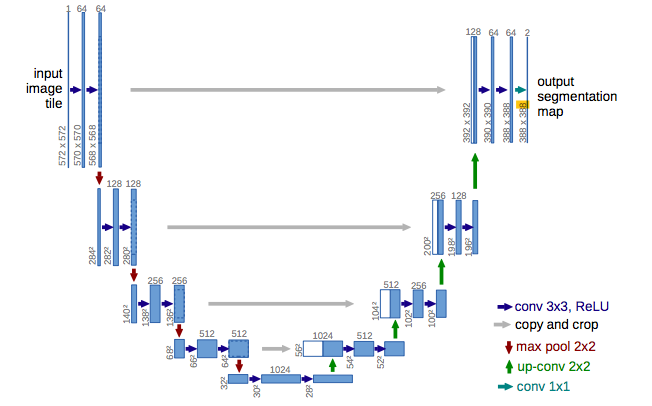 1 64 64
128 64 64 2
input
image
tile
output
segmentation
map
572 x 572
570 x 570
568 x 568
392 x 392
390 x 390
388 x 388
388 x 388
128 128
256 128
284²
282²
280²
200²
198²
196²
256 256
512 256
140²
138²
136²
104²
102²
100²
512 512
1024 512
68²
66²
64²
56²
54²
52²
1024
32²
30²
28²
conv 3x3, ReLU
copy and crop
max pool 2x2
up-conv 2x2
conv 1x1